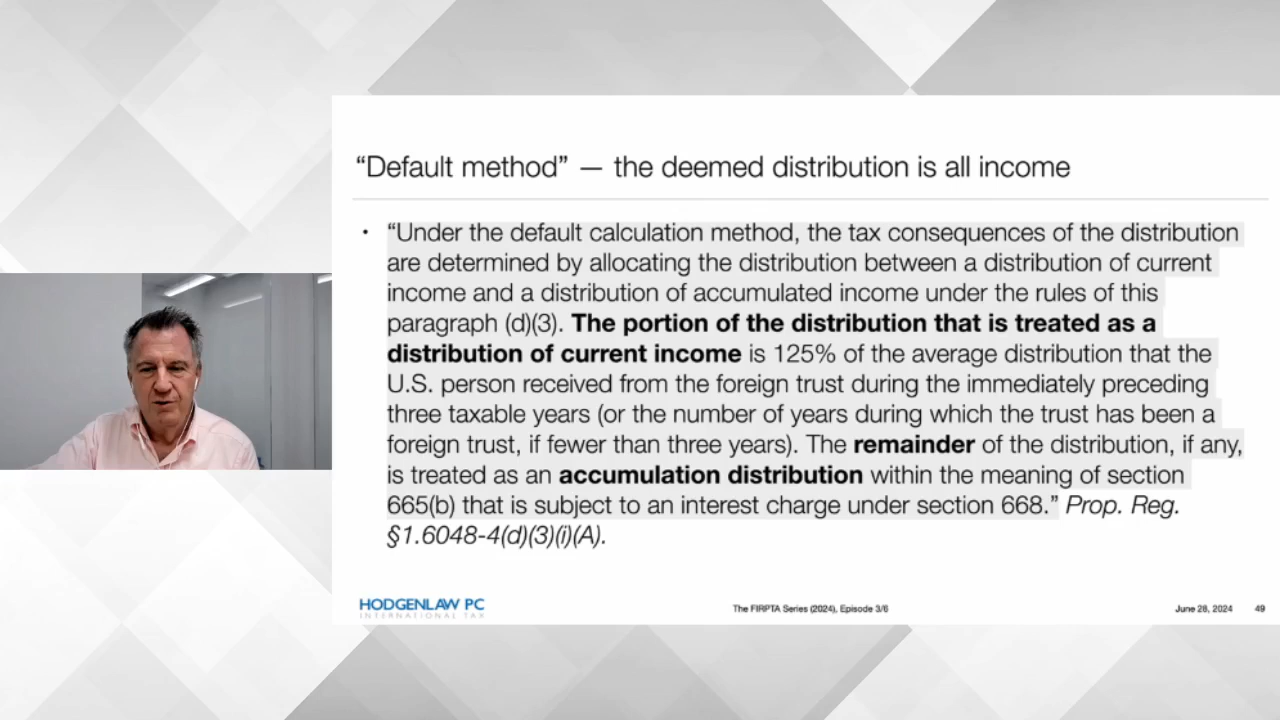 “Default method” — the deemed distribution is all income
• “Under the default calculation method, the tax consequences of the distribution
are determined by allocating the distribution between a distribution of current
income and a distribution of accumulated income under the rules of this
paragraph (d)(3). The portion of the distribution that is treated as a
distribution of current income is 125% of the average distribution that the
U.S. person received from the foreign trust during the immediately preceding
three taxable years (or the number of years during which the trust has been a
foreign trust, if fewer than three years). The remainder of the distribution, if any,
is treated as an accumulation distribution within the meaning of section
665(b) that is subject to an interest charge under section 668.” Prop. Reg.
§1.6048-4(d)(3)(i)(A).
HODGENLAW PC
INTERNATIONAL TAX
The FIRPTA Series (2024), Episode 3/6
June 28, 2024
49